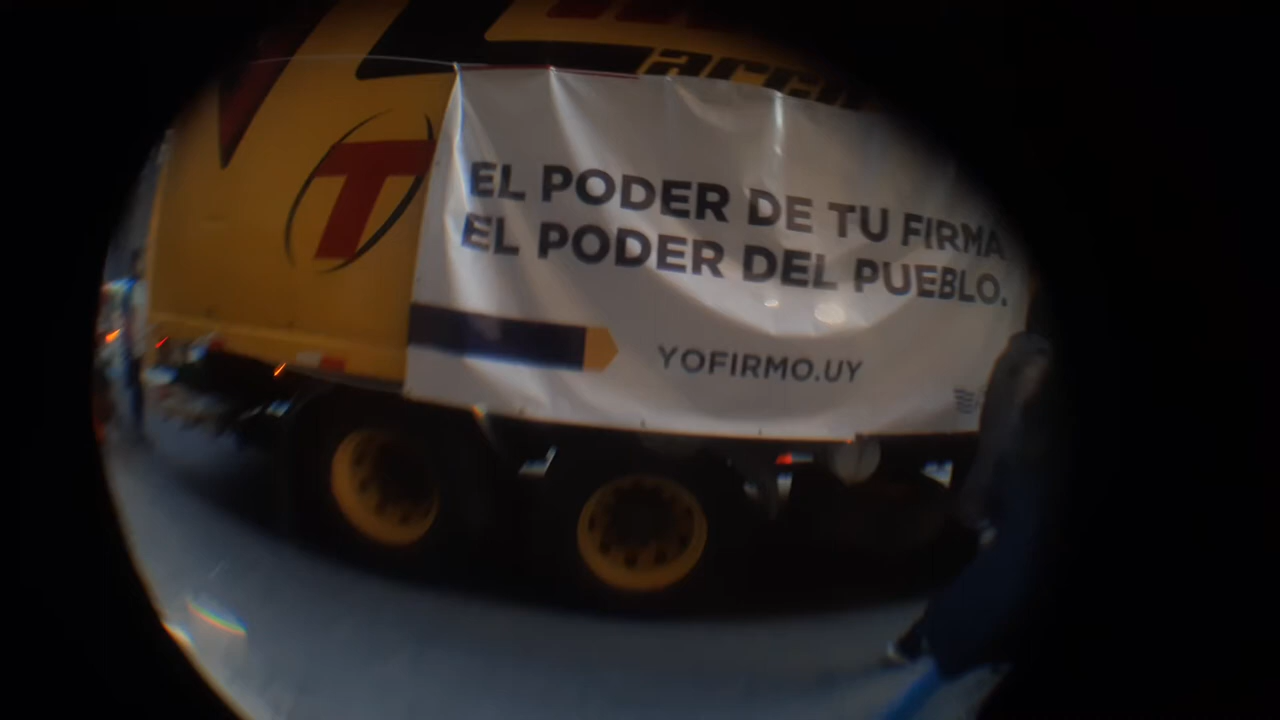 T
EL PODER DE TU FIRMA
EL PODER DEL PUEBLO.
YOFIRMO.UY